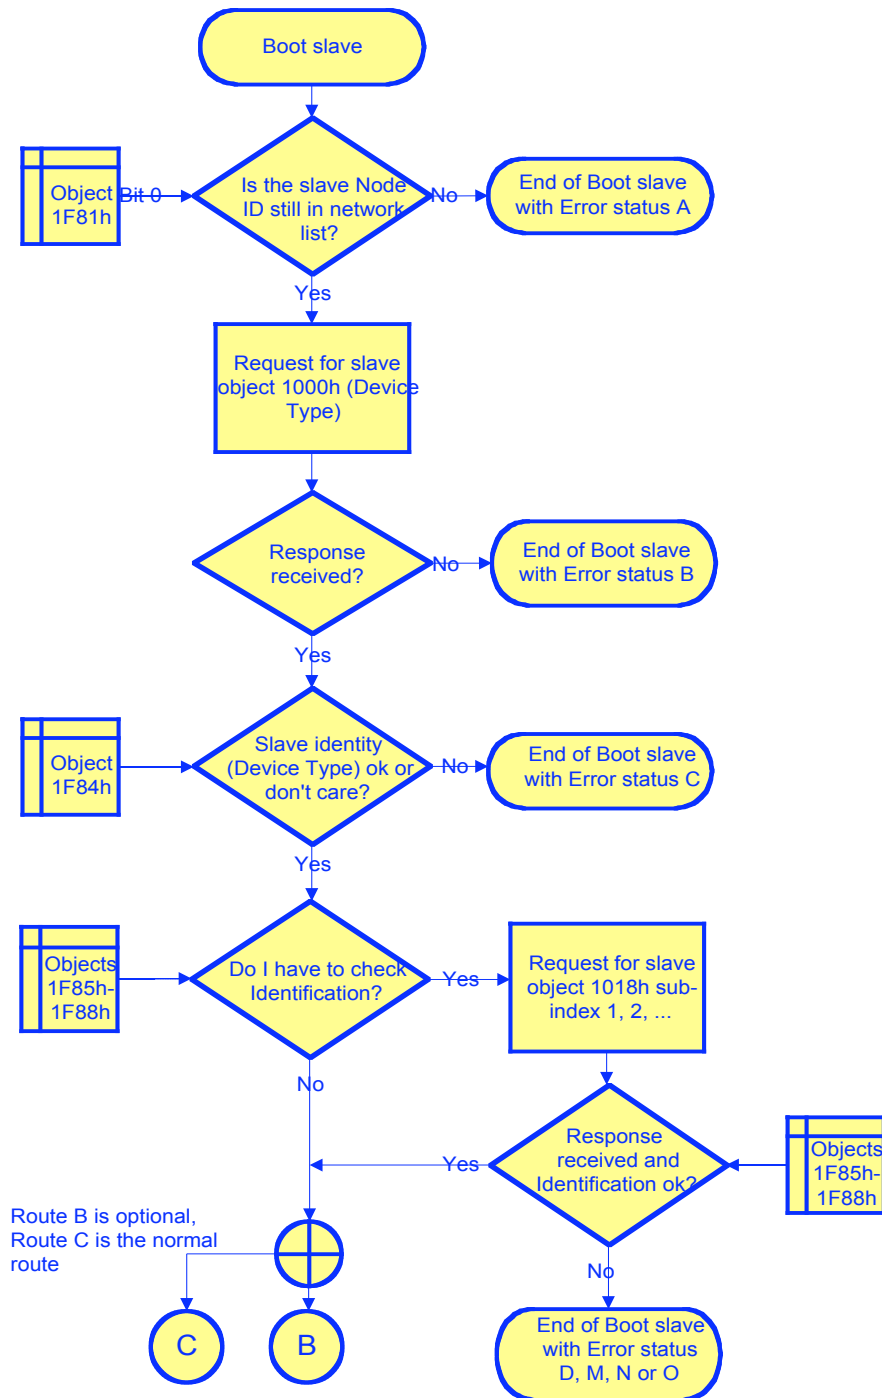 Boot slave
Object
1F81h
Bit 0
Is the slave Node
ID still in network
list?
No
End of Boot slave
with Error status A
Yes
Request for slave
object 1000h (Device
Type)
Response
received?
No
End of Boot slave
with Error status B
Yes
Object
1F84h
Slave identity
(Device Type) ok or
don't care?
No
End of Boot slave
with Error status C
Yes
Objects
1F85h-
1F88h
Do I have to check
Identification?
Yes
Request for slave
object 1018h sub-
index 1, 2, ...
No
Response
received and
Identification ok?
Yes
Objects
1F85h-
1F88h
Route B is optional,
Route C is the normal
route
No
C
B
End of Boot slave
with Error status
D, M, N or O